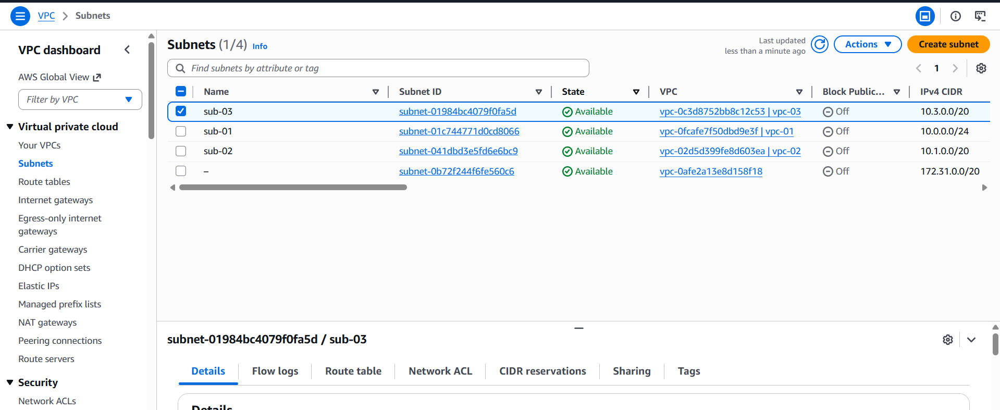 VPC > Subnets
VPC dashboard
AWS Global View
Filter by VPC
Virtual private cloud
Your VPCs
Subnets
Route tables
Internet gateways
Egress-only internet
gateways
Carrier gateways
DHCP option sets
Elastic IPs
Managed prefix lists
NAT gateways
Peering connections
Route servers
Security
Network ACLs
Subnets (1/4) Info
Last updated
less than a minute ago
Actions
Create subnet
Find subnets by attribute or tag
1
Name Subnet ID State VPC Block Public... IPv4 CIDR
sub-03 subnet-01984bc4079f0fa5d Available vpc-0c3d8752bb8c12c53 | vpc-03 Off 10.3.0.0/20
sub-01 subnet-01c744771d0cd8066 Available vpc-0fcafe7f50dbd9e3f | vpc-01 Off 10.0.0.0/24
sub-02 subnet-041dbd3e5fd6e6bc9 Available vpc-02d5d399fe8d603ea | vpc-02 Off 10.1.0.0/20
– subnet-0b72f244f6fe560c6 Available vpc-0afe2a13e8d158f18 Off 172.31.0.0/20
subnet-01984bc4079f0fa5d / sub-03
Details Flow logs Route table Network ACL CIDR reservations Sharing Tags
Details